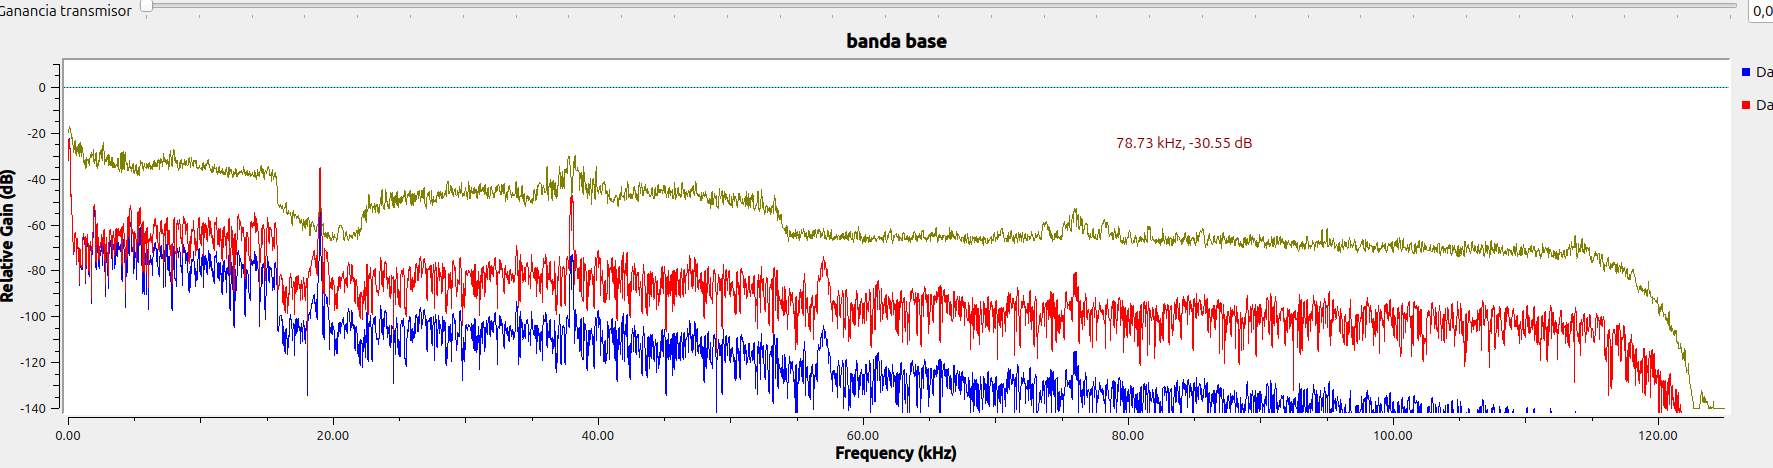 Ganancia transmisor
0,0
banda base
Da
Da
0
-20
-40
-60
-80
-100
-120
-140
Relative Gain (dB)
78.73 kHz, -30.55 dB
0.00 20.00 40.00 60.00 80.00 100.00 120.00
Frequency (kHz)